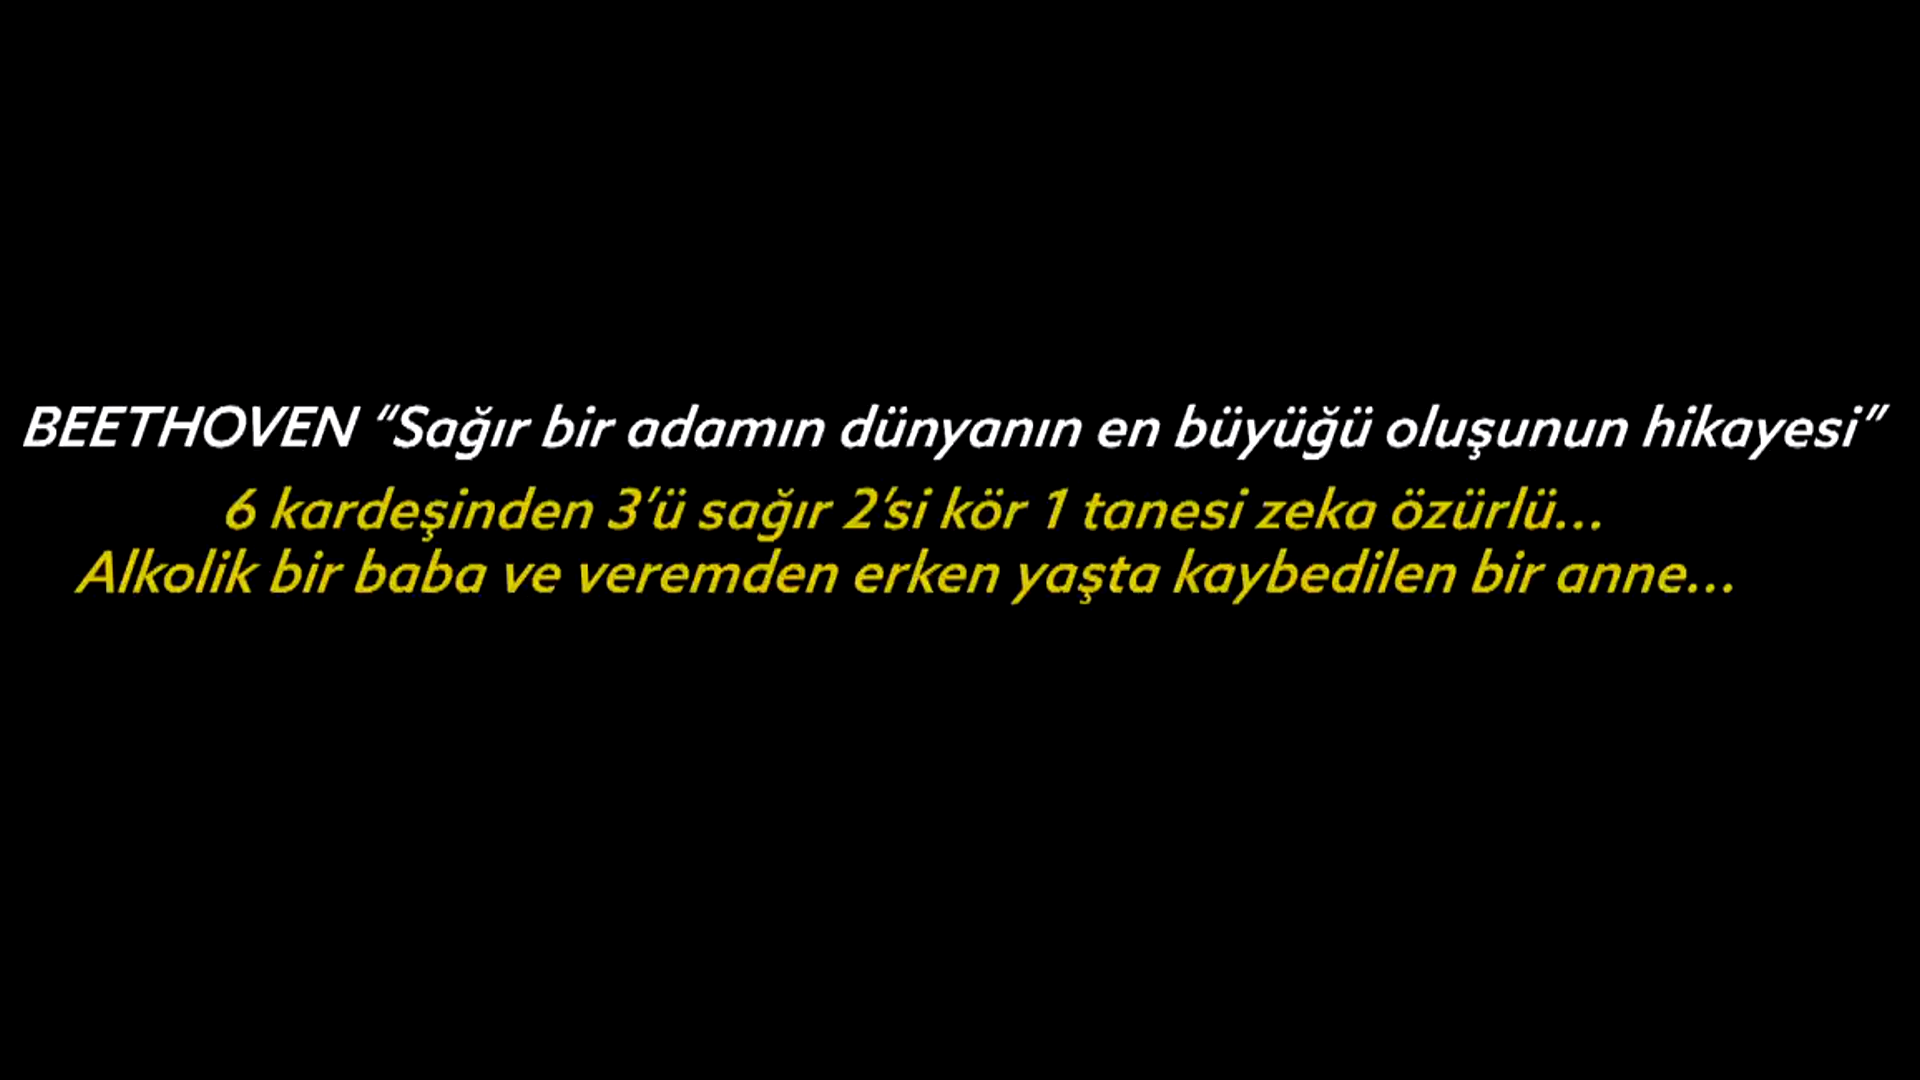 BEETHOVEN “Sağır bir adamın dünyanın en büyüğü oluşunun hikayesi”
6 kardeşinden 3’ü sağır 2’si kör 1 tanesi zeka özürlü...
Alkolik bir baba ve veremden erken yaşta kaybedilen bir anne...